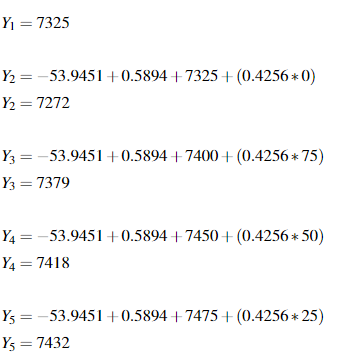 Y₁ = 7325
Y₂ = −53.9451 + 0.5894 + 7325 + (0.4256 ∗ 0)
Y₂ = 7272
Y₃ = −53.9451 + 0.5894 + 7400 + (0.4256 ∗ 75)
Y₃ = 7379
Y₄ = −53.9451 + 0.5894 + 7450 + (0.4256 ∗ 50)
Y₄ = 7418
Y₅ = −53.9451 + 0.5894 + 7475 + (0.4256 ∗ 25)
Y₅ = 7432